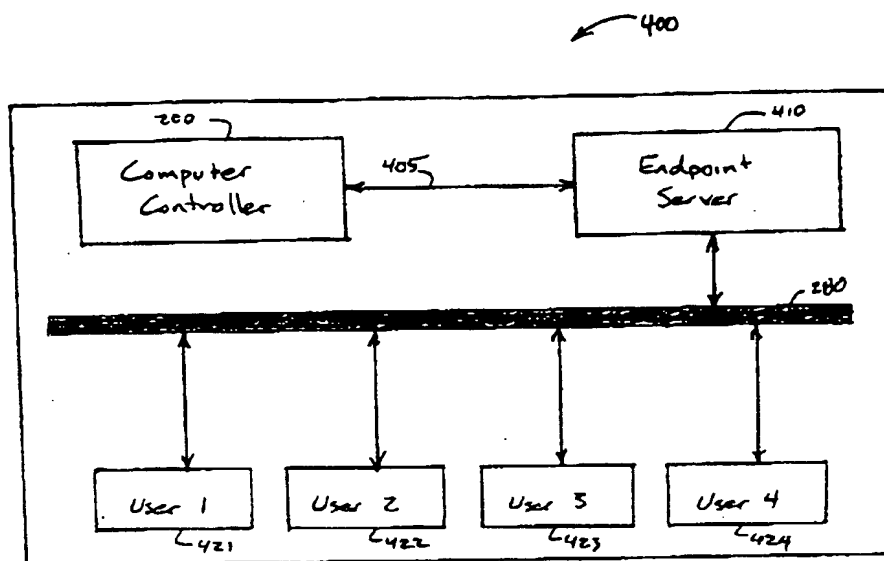 400
200
410
Computer
Controller
405
Endpoint
Server
280
User 1
User 2
User 3
User 4
421
422
423
424